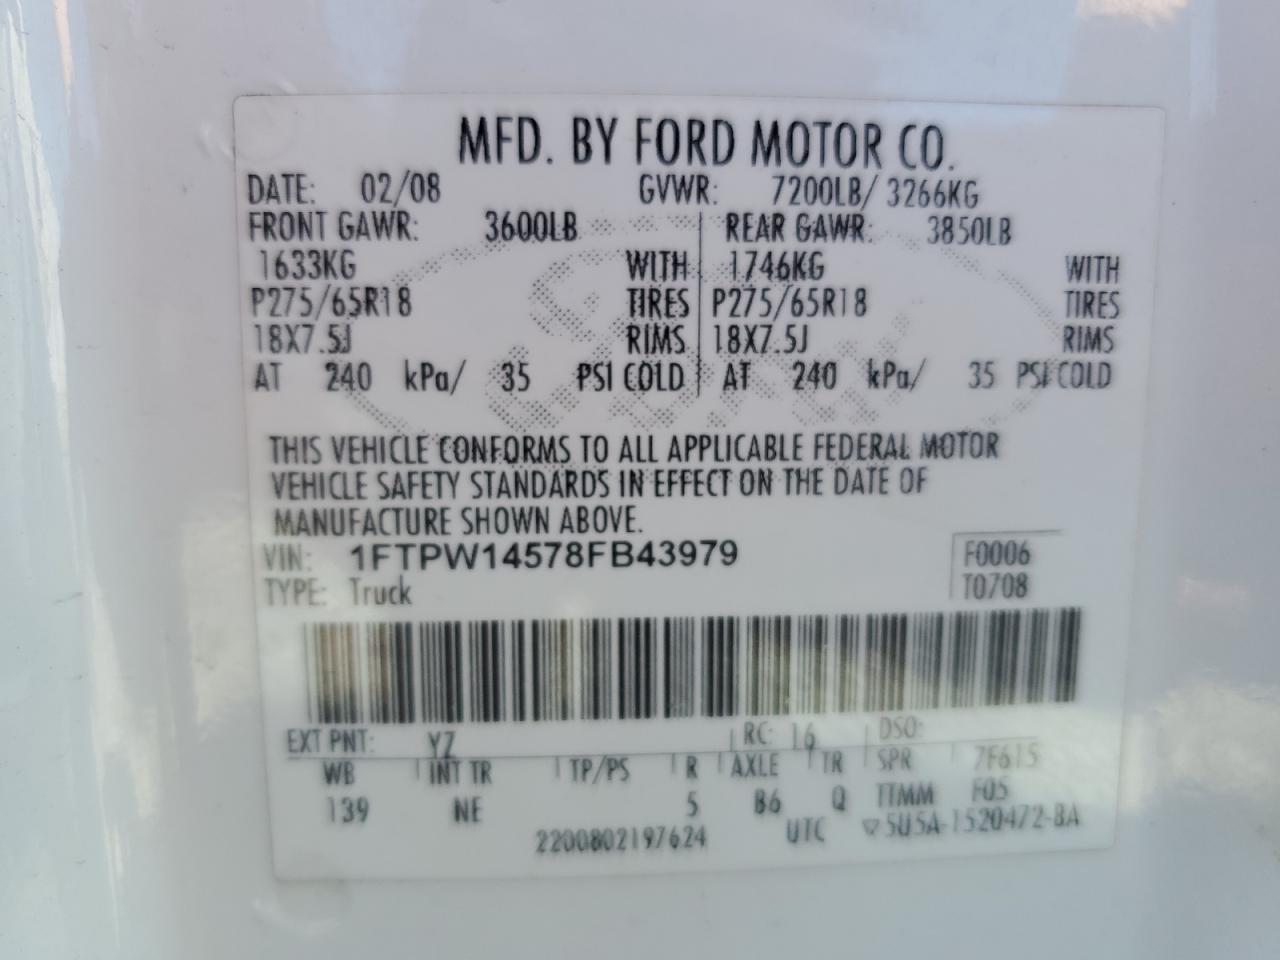 MFD. BY FORD MOTOR CO.
DATE: 02/08 GVWR: 7200LB/ 3266KG
FRONT GAWR: 3600LB REAR GAWR: 3850LB
1633KG WITH 1746KG WITH
P275/65R18 TIRES P275/65R18 TIRES
18X7.5J RIMS 18X7.5J RIMS
AT 240 kPa/ 35 PSI COLD AT 240 kPa/ 35 PSI COLD
THIS VEHICLE CONFORMS TO ALL APPLICABLE FEDERAL MOTOR
VEHICLE SAFETY STANDARDS IN EFFECT ON THE DATE OF
MANUFACTURE SHOWN ABOVE.
VIN: 1FTPW14578FB43979 F0006
TYPE: Truck T0708
EXT PNT: YZ RC: 16 DSO:
WB INT TR TP/PS R AXLE TR SPR 7F615
139 NE 5 B6 Q TTMM F05
2200802197624 UTC ▽5U5A-1520472-BA